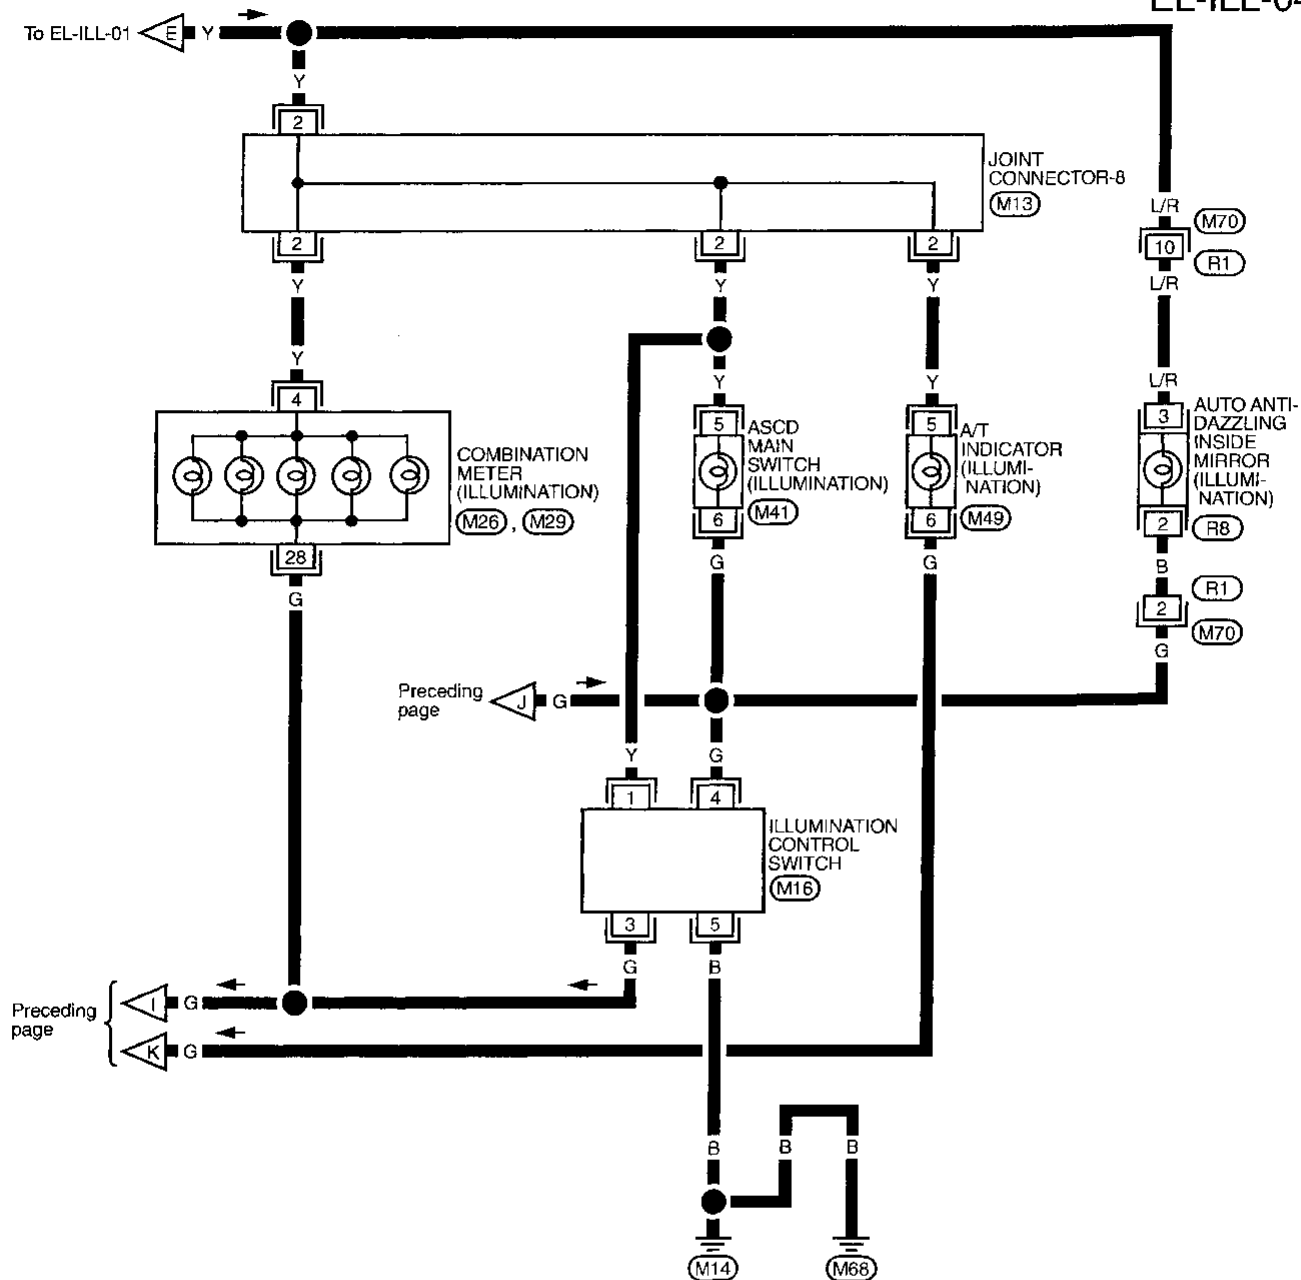 EL-ILL-04
To EL-ILL-01
E
Y
Y
2
JOINT
CONNECTOR-8
M13
2
2
2
Y
Y
Y
L/R
M70
10
R1
L/R
Y
Y
Y
L/R
4
5
5
3
COMBINATION
METER
(ILLUMINATION)
M26 , M29
28
G
ASCD
MAIN
SWITCH
(ILLUMINATION)
M41
6
G
A/T
INDICATOR
(ILLUMI-
NATION)
M49
6
G
AUTO ANTI-
DAZZLING
INSIDE
MIRROR
(ILLUMI-
NATION)
2
R8
B
R1
2
M70
G
Preceding
page
J
G
Y
G
1
4
ILLUMINATION
CONTROL
SWITCH
M16
3
5
G
B
Preceding
page
I
G
K
G
B
B
B
M14
M68